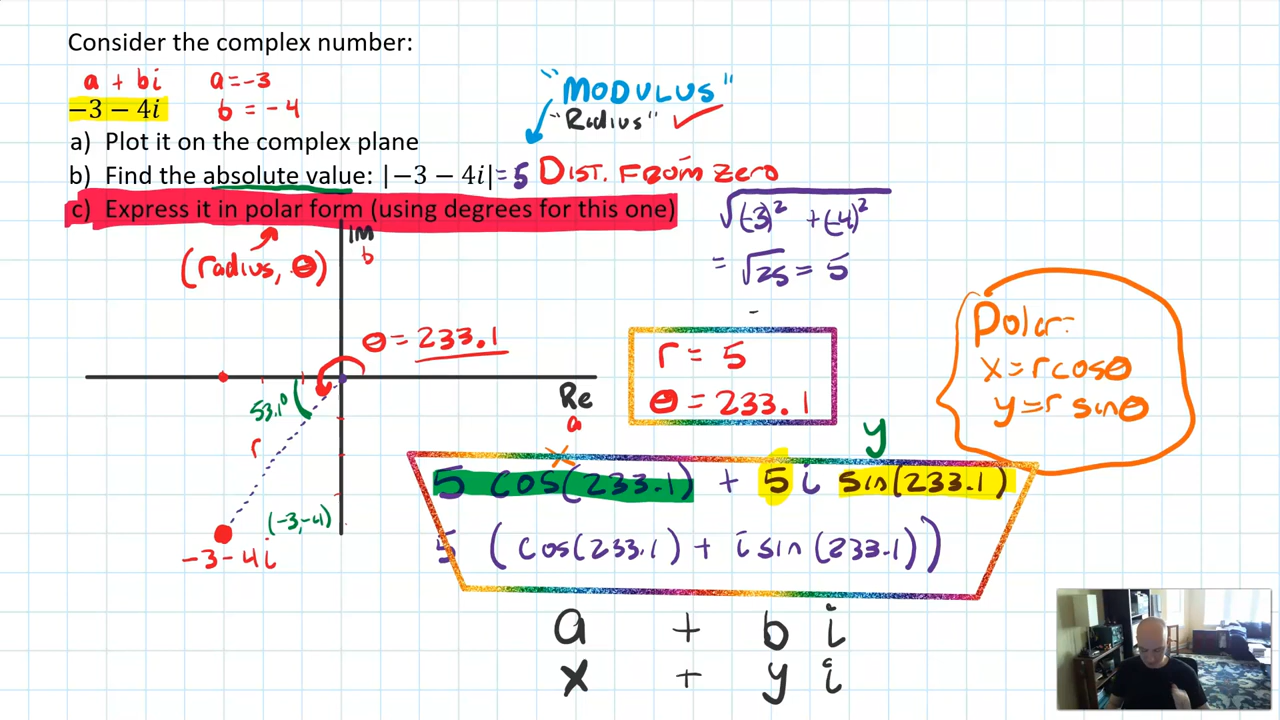 Consider the complex number:
a + bi a = -3
−3 − 4i b = -4
"MODULUS"
"Radius"
a) Plot it on the complex plane
b) Find the absolute value: |−3 − 4i| = 5 DIST. FROM ZERO
c) Express it in polar form (using degrees for this one)
√(-3)² + (-4)²
= √25 = 5
IM
b
(radius, θ)
θ = 233.1
r = 5
θ = 233.1
Polar:
x = r cosθ
y = r sinθ
Re
a
53.1°
r
(-3,-4)
-3-4i
x y
5 cos(233.1) + 5 i sin(233.1)
5 (cos(233.1) + i sin(233.1))
a + b i
x + y i